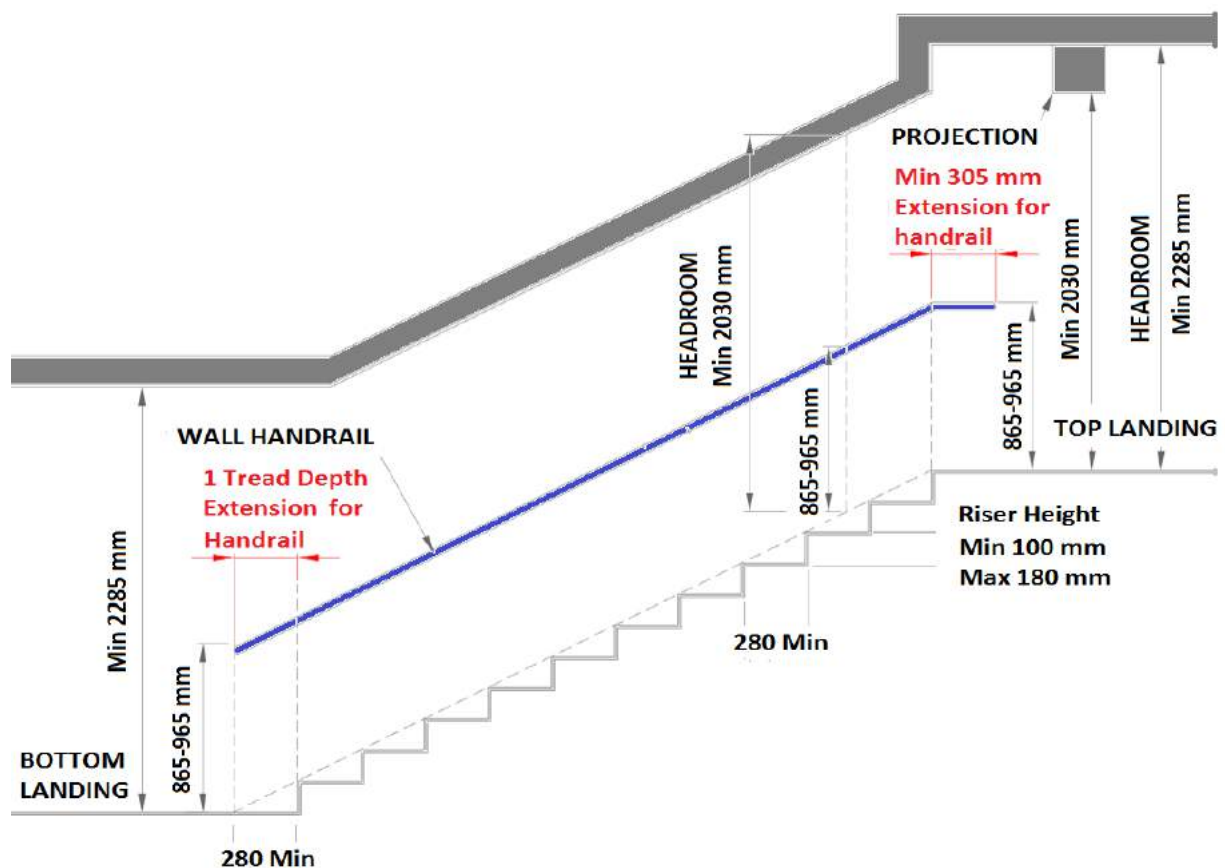 PROJECTION
Min 305 mm
Extension for
handrail
HEADROOM
Min 2030 mm
Min 2030 mm
HEADROOM
Min 2285 mm
WALL HANDRAIL
1 Tread Depth
Extension for
Handrail
865-965 mm
865-965 mm
TOP LANDING
Min 2285 mm
Riser Height
Min 100 mm
Max 180 mm
280 Min
865-965 mm
BOTTOM
LANDING
280 Min